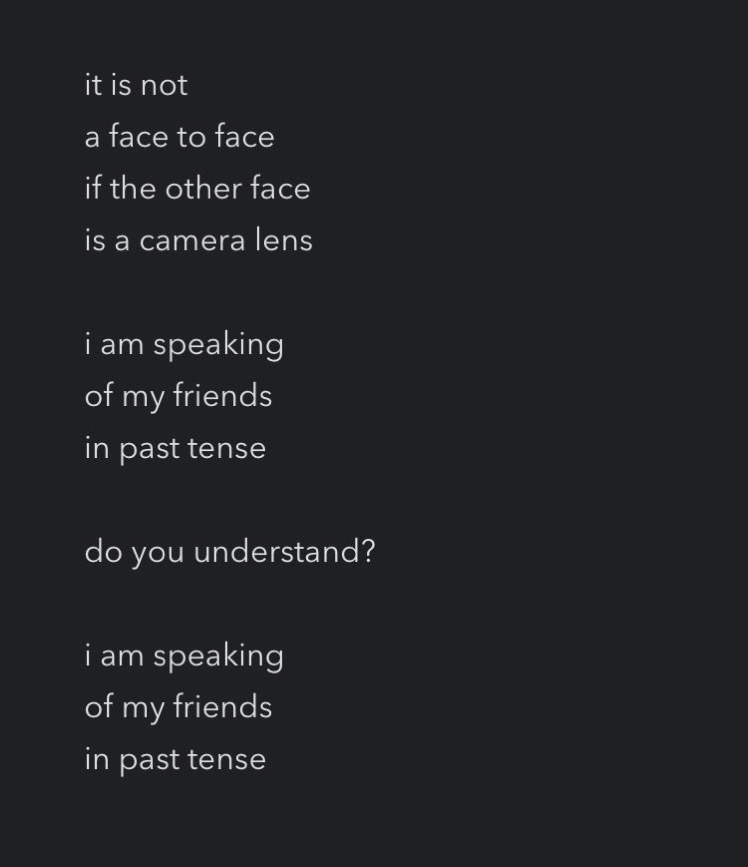 it is not
a face to face
if the other face
is a camera lens
i am speaking
of my friends
in past tense
do you understand?
i am speaking
of my friends
in past tense